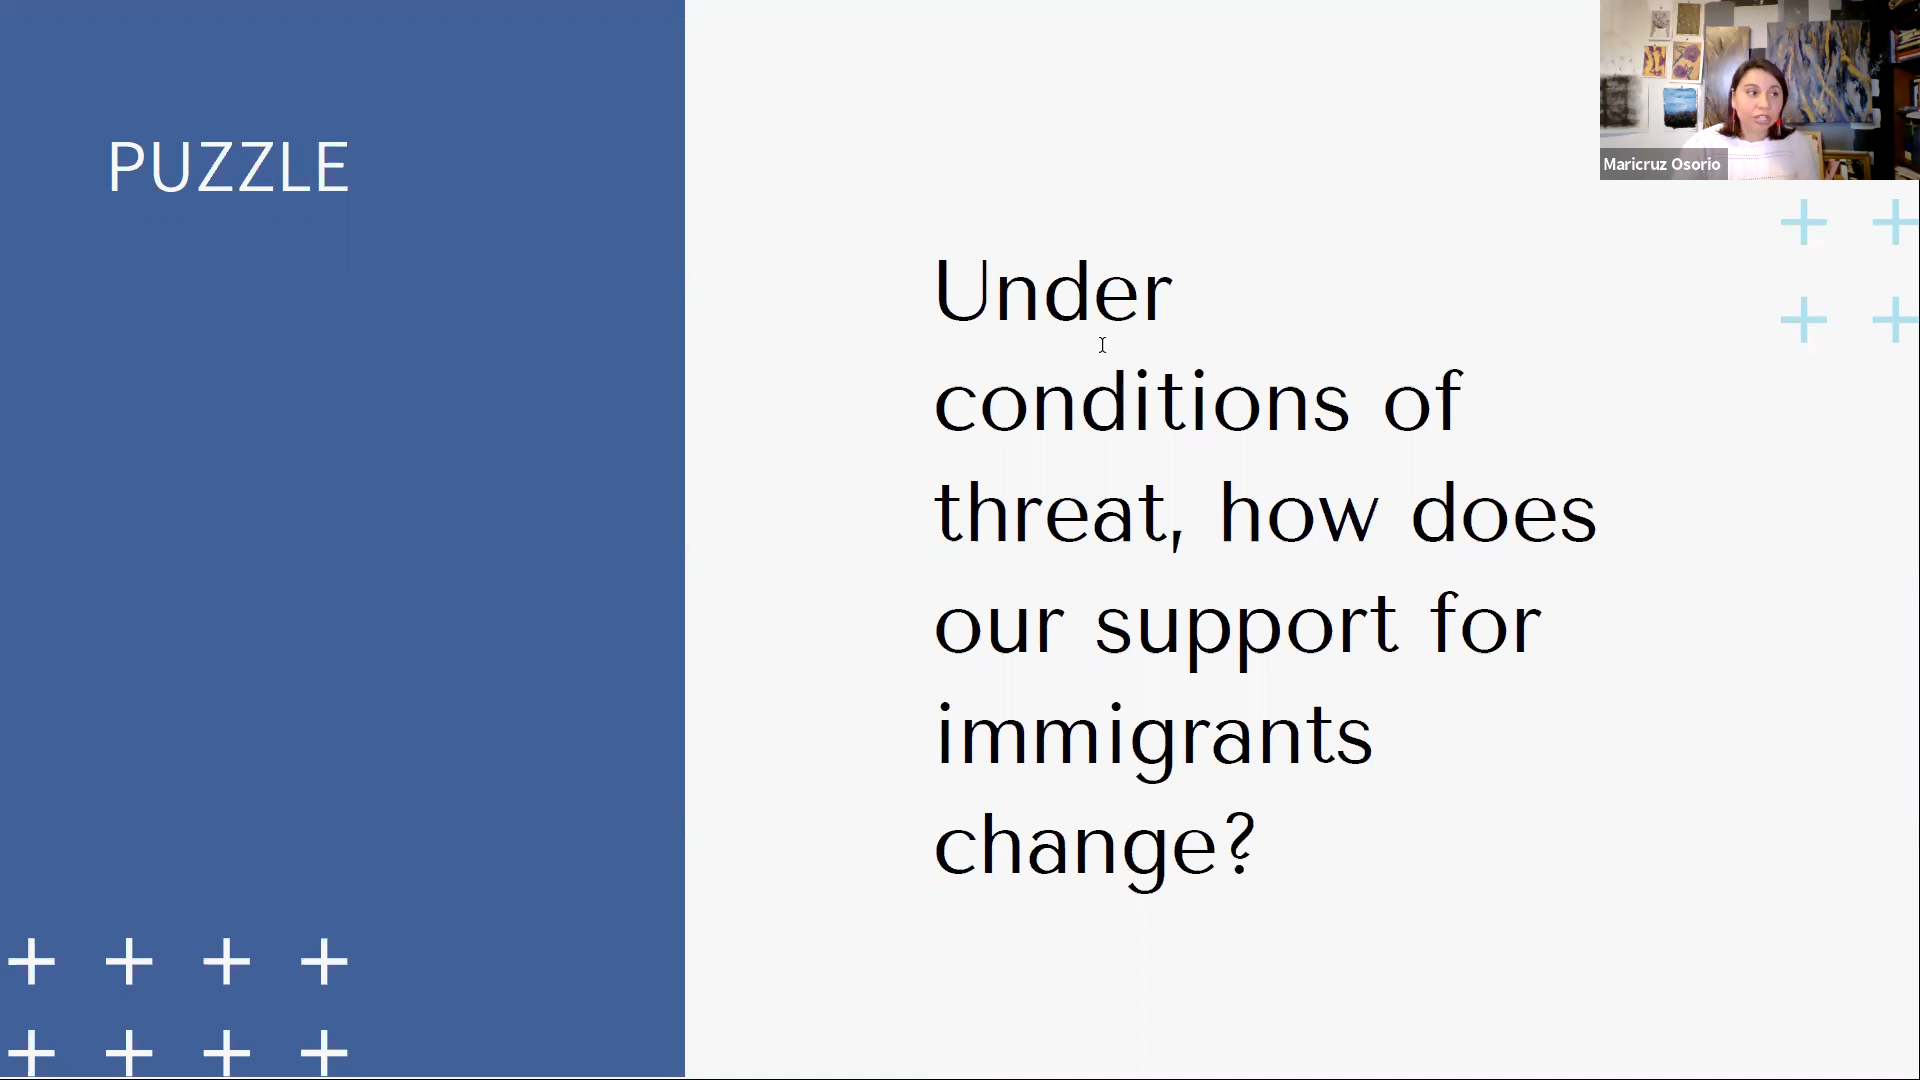 PUZZLE
Under
conditions of
threat, how does
our support for
immigrants
change?
Maricruz Osorio